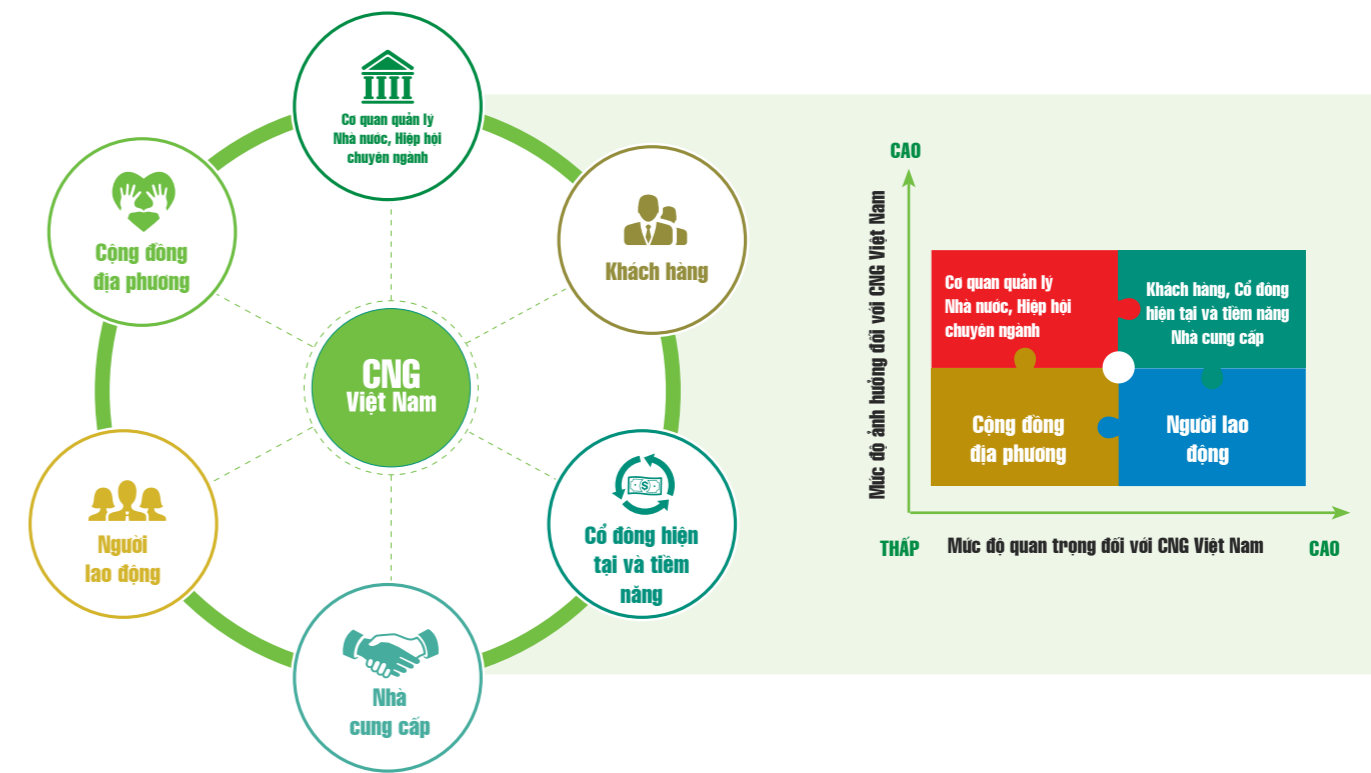 Cơ quan quản lý
Nhà nước, Hiệp hội
chuyên ngành
Cộng đồng
địa phương
Khách hàng
CNG
Việt Nam
Người
lao động
Cổ đông hiện
tại và tiềm
năng
Nhà
cung cấp
CAO
Mức độ ảnh hưởng đối với CNG Việt Nam
Cơ quan quản lý
Nhà nước, Hiệp hội
chuyên ngành
Khách hàng, Cổ đông
hiện tại và tiềm năng
Nhà cung cấp
Cộng đồng
địa phương
Người lao
động
THẤP
Mức độ quan trọng đối với CNG Việt Nam
CAO